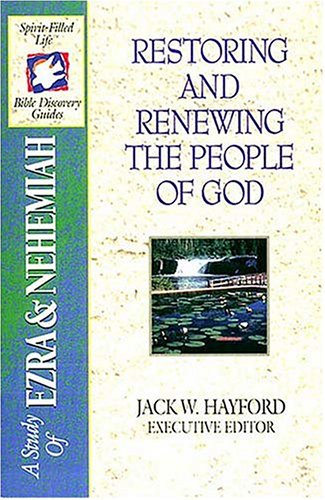 Spirit-Filled
Life
Bible Discovery
Guides
A Study
Of
EZRA & NEHEMIAH
RESTORING
AND
RENEWING
THE PEOPLE
OF GOD
JACK W. HAYFORD
EXECUTIVE EDITOR